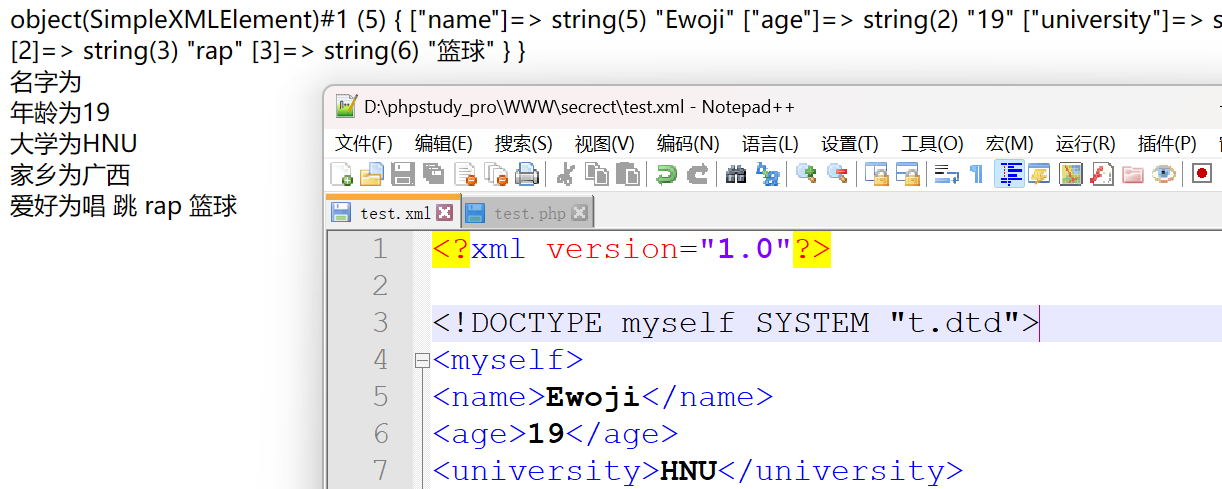 object(SimpleXMLElement)#1 (5) { ["name"]=> string(5) "Ewoji" ["age"]=> string(2) "19" ["university"]=> s
[2]=> string(3) "rap" [3]=> string(6) "篮球" } }
名字为
年龄为19
大学为HNU
家乡为广西
爱好为唱 跳 rap 篮球
D:\phpstudy_pro\WWW\secrect\test.xml - Notepad++
文件(F) 编辑(E) 搜索(S) 视图(V) 编码(N) 语言(L) 设置(T) 工具(O) 宏(M) 运行(R) 插件(P)
test.xml test.php
1 <?xml version="1.0"?>
2
3 <!DOCTYPE myself SYSTEM "t.dtd">
4 <myself>
5 <name>Ewoji</name>
6 <age>19</age>
7 <university>HNU</university>